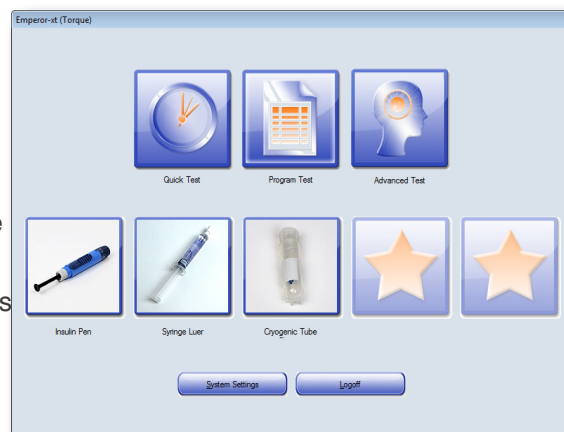 Emperor-xt (Torque)
Quick Test
Program Test
Advanced Test
e
s
Insulin Pen
Syringe Luer
Cryogenic Tube
System Settings
Logoff